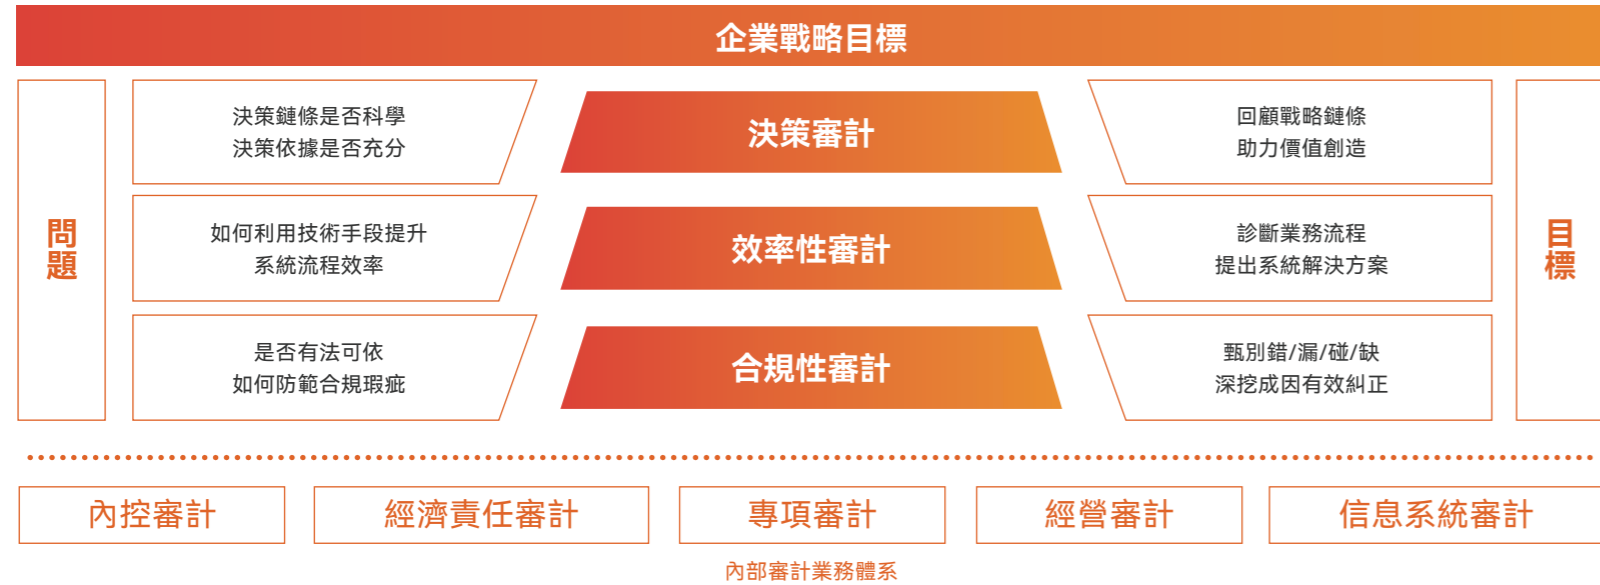 企業戰略目標
問題
決策鏈條是否科學
決策依據是否充分
決策審計
回顧戰略鏈條
助力價值創造
如何利用技術手段提升
系統流程效率
效率性審計
診斷業務流程
提出系統解決方案
是否有法可依
如何防範合規瑕疵
合規性審計
甄別錯/漏/碰/缺
深挖成因有效糾正
目標
內控審計
經濟責任審計
專項審計
經營審計
信息系統審計
內部審計業務體系